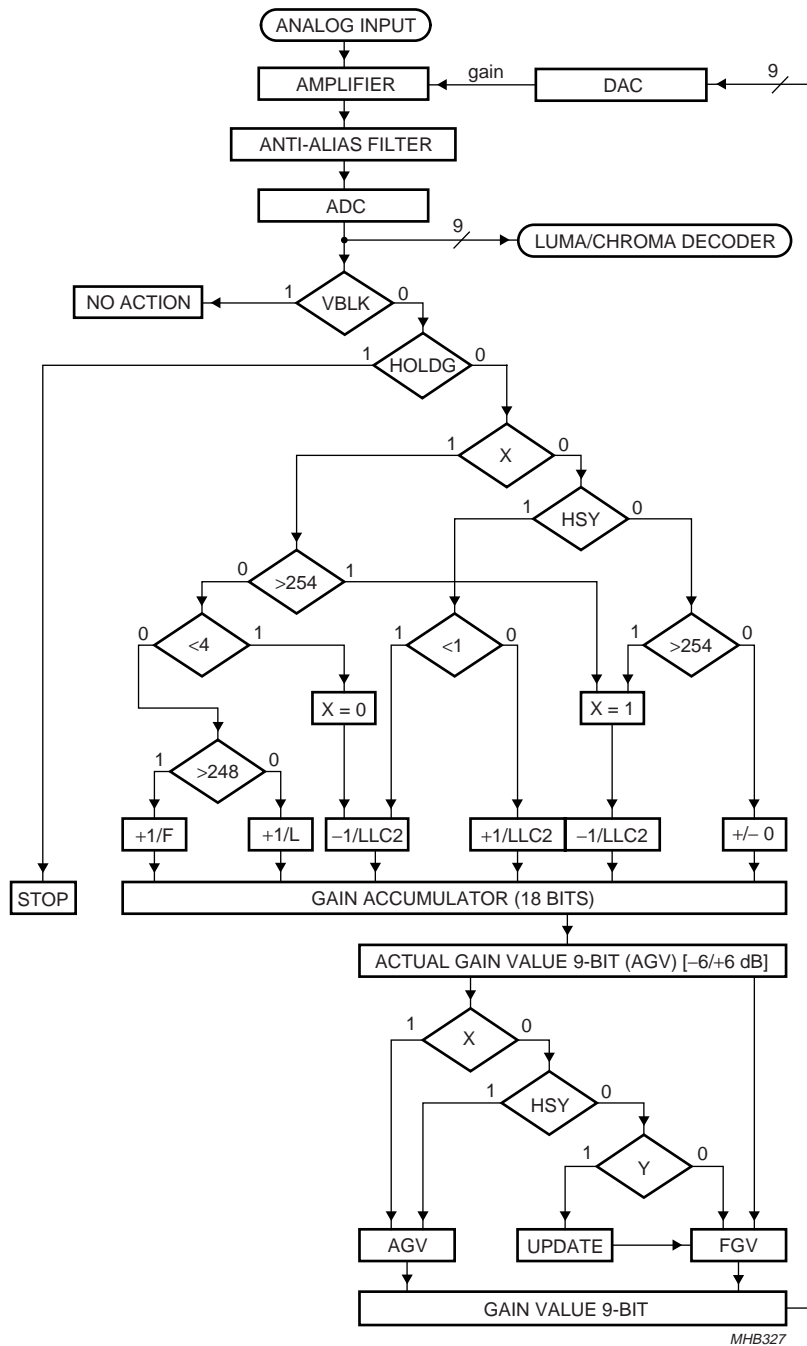 ANALOG INPUT
AMPLIFIER
gain
DAC
9
ANTI-ALIAS FILTER
ADC
9
LUMA/CHROMA DECODER
NO ACTION
1
VBLK
0
1
HOLDG
0
1
X
0
1
HSY
0
0
>254
1
0
<4
1
1
<1
0
1
>254
0
X = 0
X = 1
1
>248
0
+1/F
+1/L
−1/LLC2
+1/LLC2
−1/LLC2
+/− 0
STOP
GAIN ACCUMULATOR (18 BITS)
ACTUAL GAIN VALUE 9-BIT (AGV) [−6/+6 dB]
1
X
0
1
HSY
0
1
Y
0
AGV
UPDATE
FGV
GAIN VALUE 9-BIT
MHB327